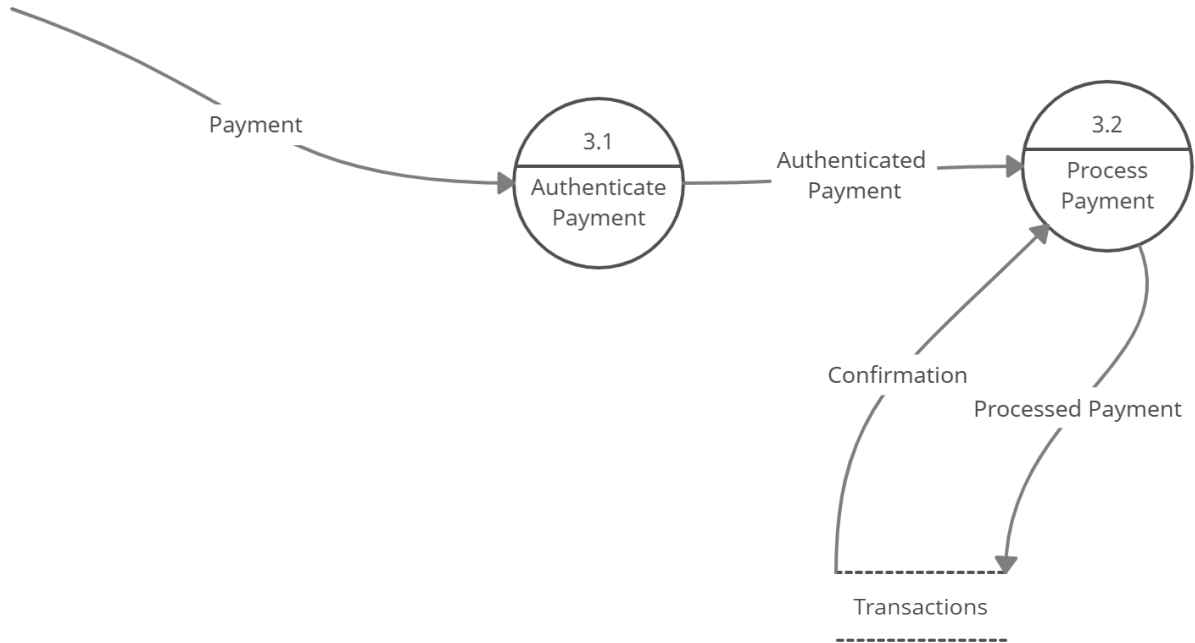 Payment
3.1
Authenticate
Payment
Authenticated
Payment
3.2
Process
Payment
Confirmation
Processed Payment
Transactions